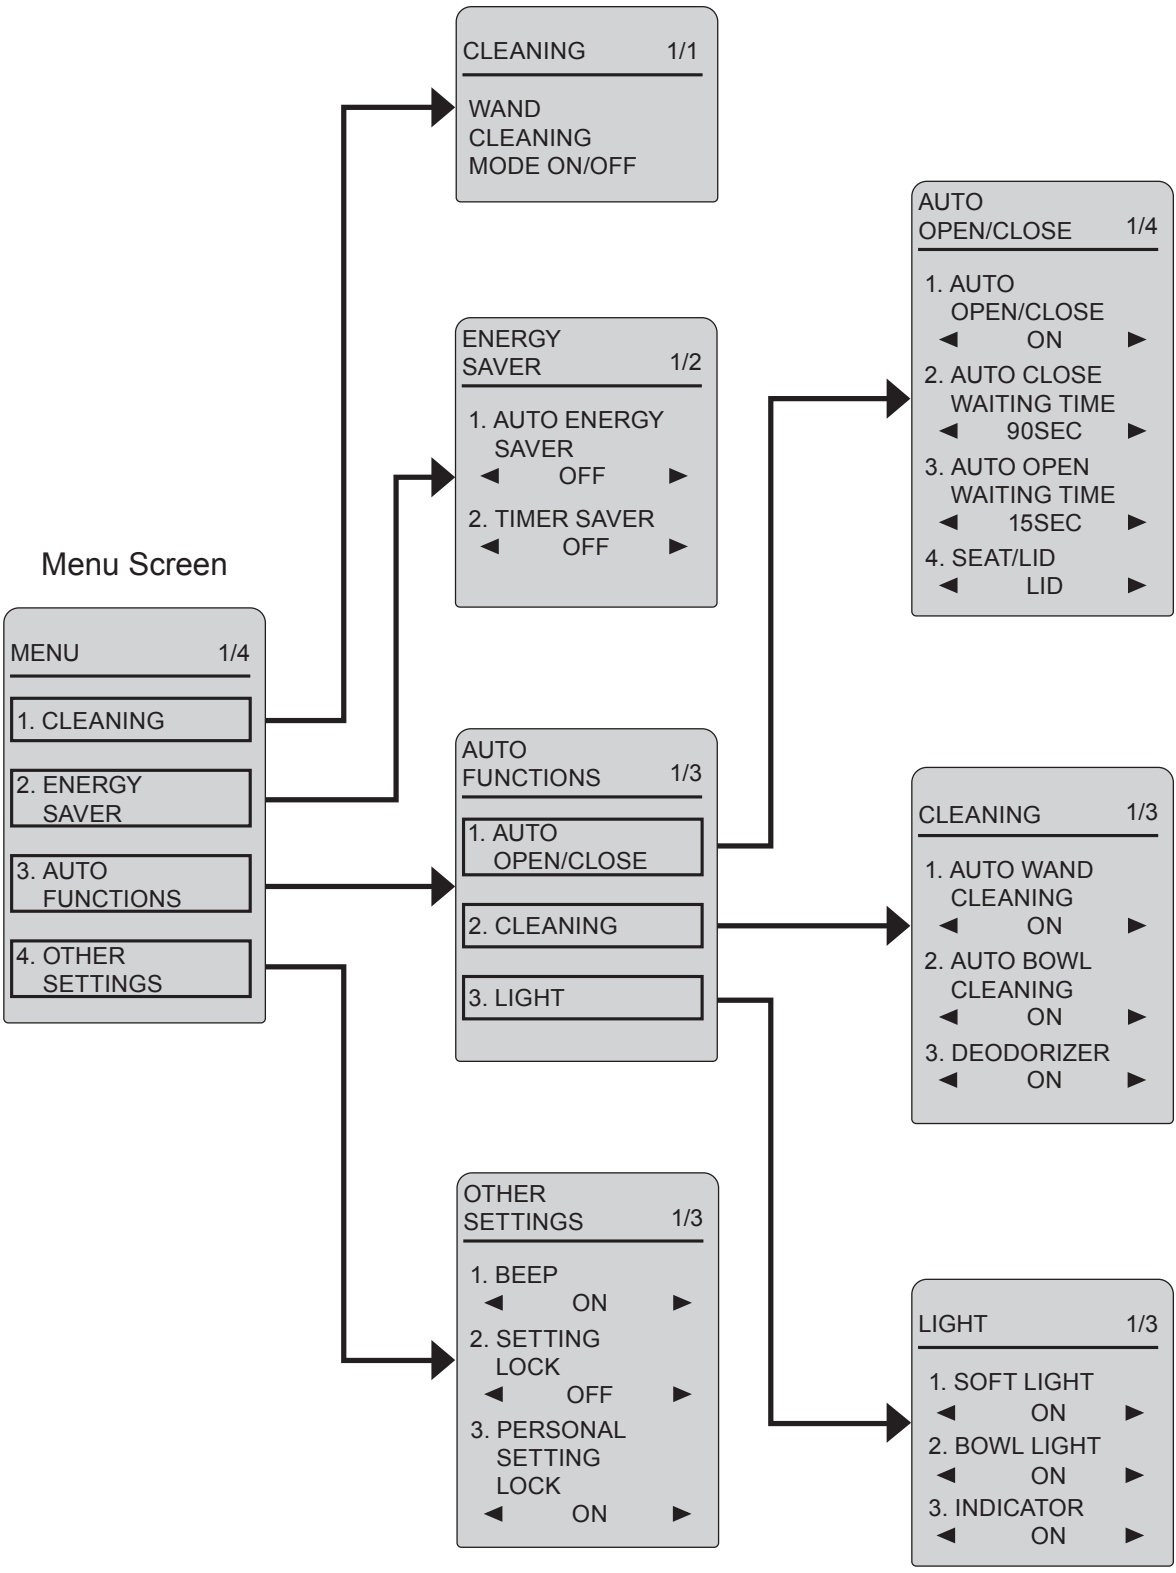 CLEANING 1/1
WAND
CLEANING
MODE ON/OFF
ENERGY
SAVER 1/2
1. AUTO ENERGY
SAVER
◀ OFF ▶
2. TIMER SAVER
◀ OFF ▶
Menu Screen
MENU 1/4
1. CLEANING
2. ENERGY
SAVER
3. AUTO
FUNCTIONS
4. OTHER
SETTINGS
AUTO
FUNCTIONS 1/3
1. AUTO
OPEN/CLOSE
2. CLEANING
3. LIGHT
OTHER
SETTINGS 1/3
1. BEEP
◀ ON ▶
2. SETTING
LOCK
◀ OFF ▶
3. PERSONAL
SETTING
LOCK
◀ ON ▶
AUTO
OPEN/CLOSE 1/4
1. AUTO
OPEN/CLOSE
◀ ON ▶
2. AUTO CLOSE
WAITING TIME
◀ 90SEC ▶
3. AUTO OPEN
WAITING TIME
◀ 15SEC ▶
4. SEAT/LID
◀ LID ▶
CLEANING 1/3
1. AUTO WAND
CLEANING
◀ ON ▶
2. AUTO BOWL
CLEANING
◀ ON ▶
3. DEODORIZER
◀ ON ▶
LIGHT 1/3
1. SOFT LIGHT
◀ ON ▶
2. BOWL LIGHT
◀ ON ▶
3. INDICATOR
◀ ON ▶